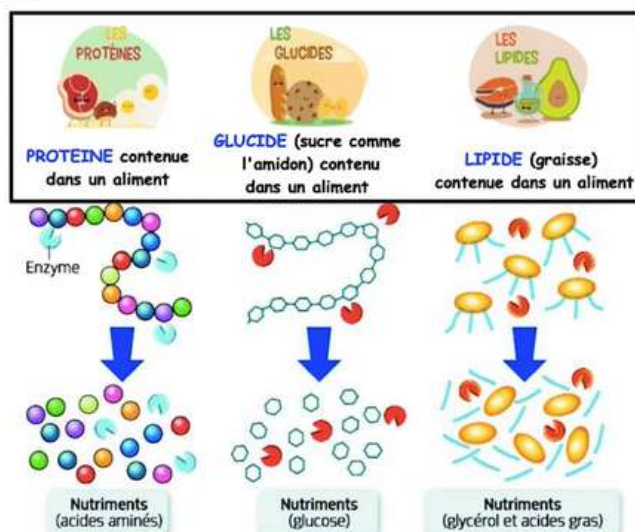 LES
PROTÉINES
PROTEINE contenue
dans un aliment
LES
GLUCIDES
GLUCIDE (sucre comme
l'amidon) contenu
dans un aliment
LES
LIPIDES
LIPIDE (graisse)
contenue dans un aliment
Enzyme
Nutriments
(acides aminés)
Nutriments
(glucose)
Nutriments
(glycérol et acides gras)